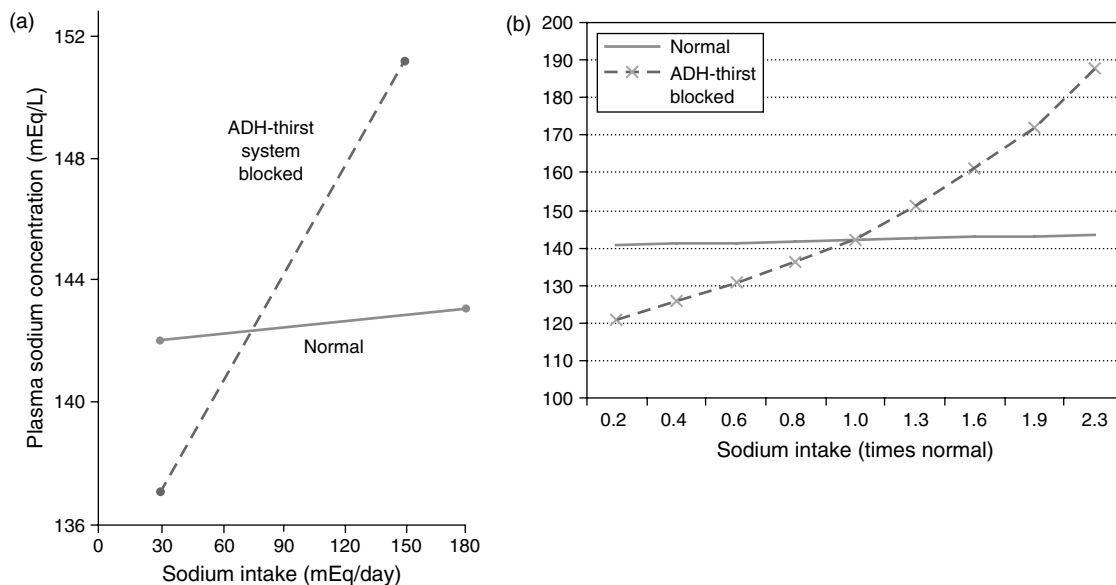 (a)
Plasma sodium concentration (mEq/L)
152
148
144
140
136
ADH-thirst
system
blocked
Normal
0 30 60 90 120 150 180
Sodium intake (mEq/day)
(b)
200
190
180
170
160
150
140
130
120
110
100
Normal
ADH-thirst
blocked
0.2 0.4 0.6 0.8 1.0 1.3 1.6 1.9 2.3
Sodium intake (times normal)